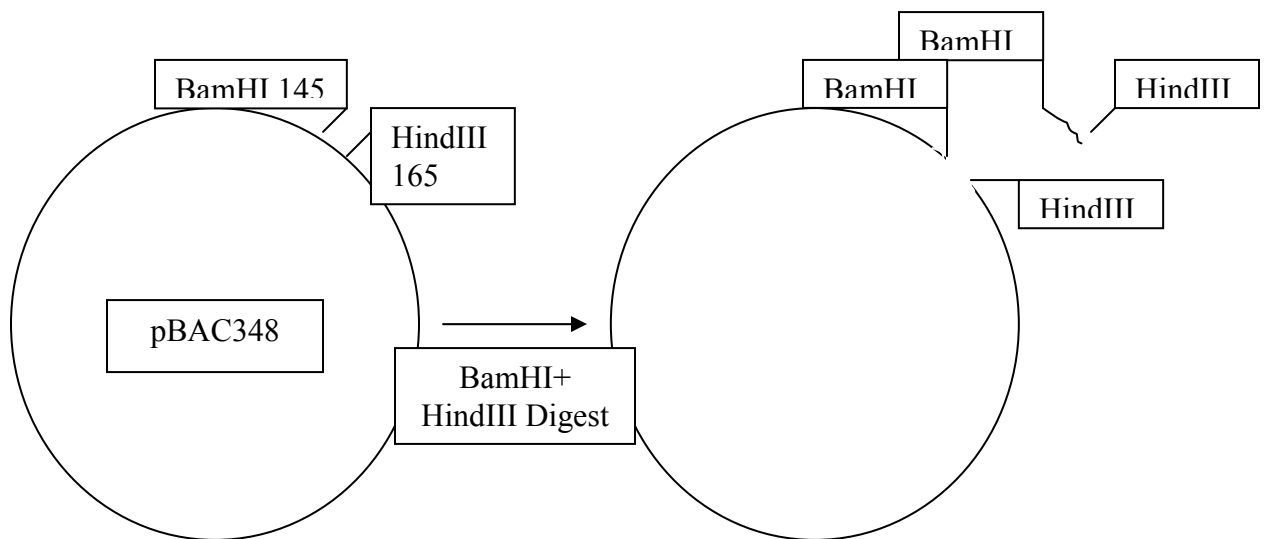 BamHI 145
HindIII
165
pBAC348
BamHI+
HindIII Digest
BamHI
BamHI
HindIII
HindIII